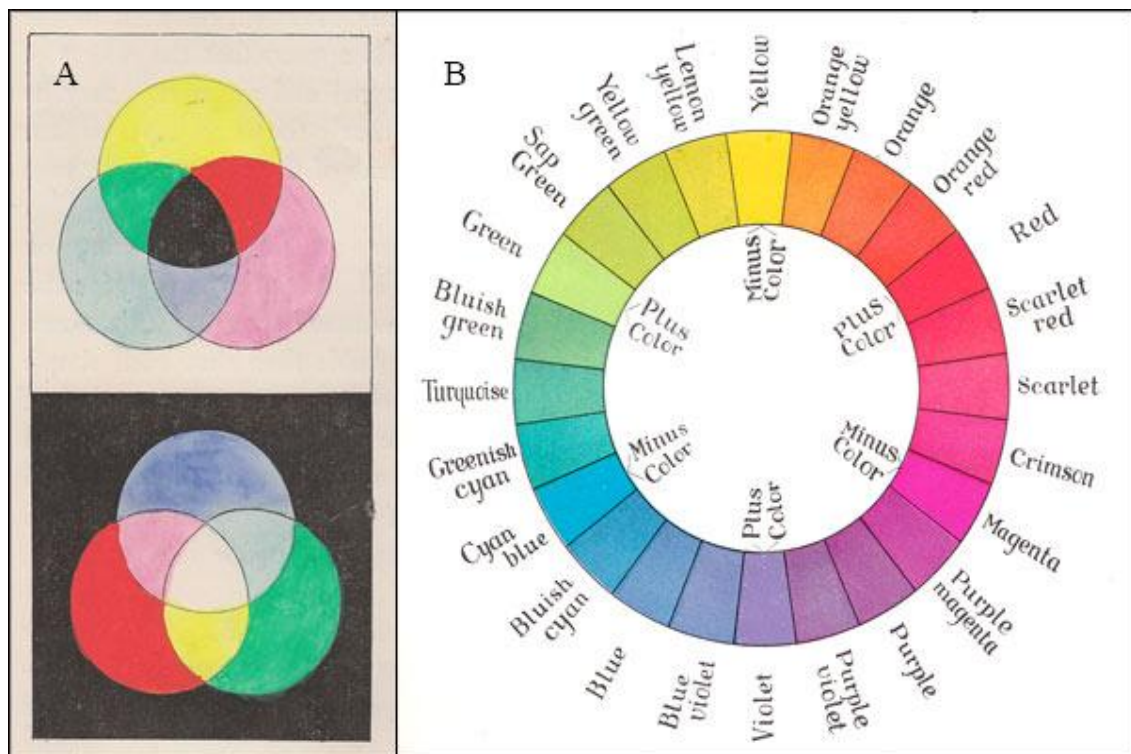 A
B
Yellow
Orange
yellow
Orange
Orange
red
Red
Scarlet
red
Scarlet
Crimson
Magenta
Purple
magenta
Purple
Purple
violet
Violet
Blue
violet
Blue
Bluish
cyan
Cyan
blue
Greenish
cyan
Turquoise
Bluish
green
Green
Sap
Green
Yellow
green
Lemon
yellow
Minus
Color
Plus
Color
Minus
Color
Plus
Color
Minus
Color
Plus
Color